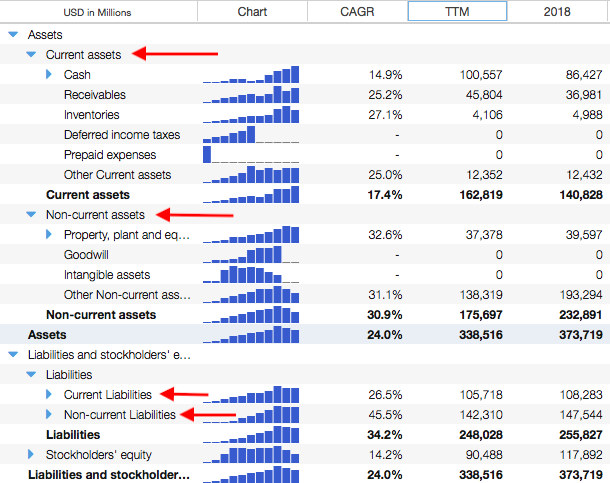 USD in Millions Chart CAGR TTM 2018
Assets
Current assets
Cash 14.9% 100,557 86,427
Receivables 25.2% 45,804 36,981
Inventories 27.1% 4,106 4,988
Deferred income taxes - 0 0
Prepaid expenses - 0 0
Other Current assets 25.0% 12,352 12,432
Current assets 17.4% 162,819 140,828
Non-current assets
Property, plant and eq... 32.6% 37,378 39,597
Goodwill - 0 0
Intangible assets - 0 0
Other Non-current ass... 31.1% 138,319 193,294
Non-current assets 30.9% 175,697 232,891
Assets 24.0% 338,516 373,719
Liabilities and stockholders' e...
Liabilities
Current Liabilities 26.5% 105,718 108,283
Non-current Liabilities 45.5% 142,310 147,544
Liabilities 34.2% 248,028 255,827
Stockholders' equity 14.2% 90,488 117,892
Liabilities and stockholder... 24.0% 338,516 373,719